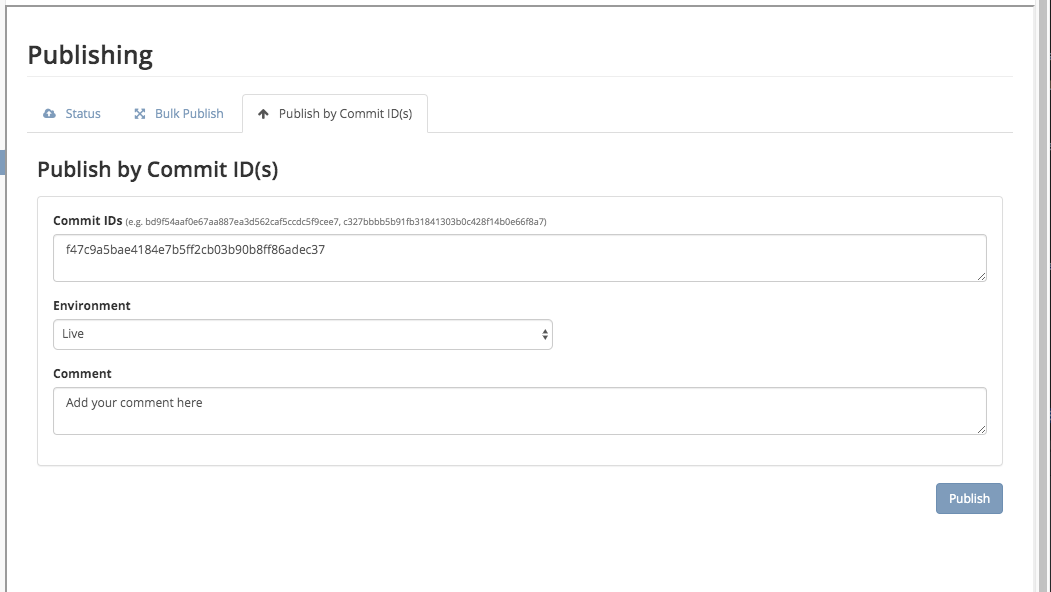 Publishing
Status
Bulk Publish
Publish by Commit ID(s)
Publish by Commit ID(s)
Commit IDs (e.g. bd9f54aaf0e67aa887ea3d562caf5ccdc5f9cee7, c327bbbb5b91fb31841303b0c428f14b0e66f8a7)
f47c9a5bae4184e7b5ff2cb03b90b8ff86adec37
Environment
Live
Comment
Add your comment here
Publish